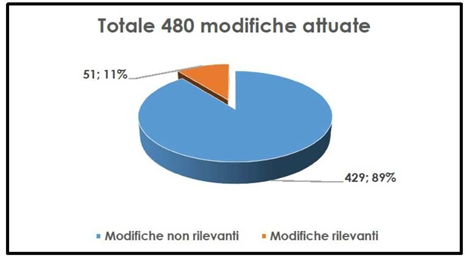 Totale 480 modifiche attuate
51; 11%
429; 89%
Modifiche non rilevanti
Modifiche rilevanti